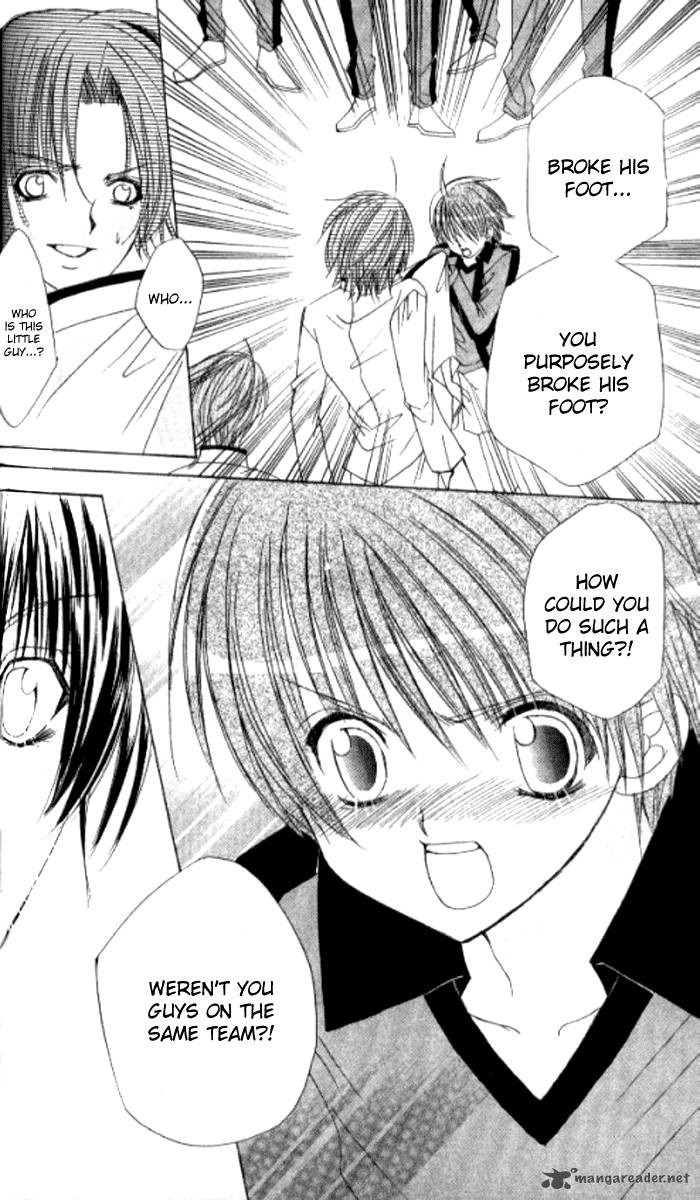 BROKE HIS
FOOT...
YOU
PURPOSELY
BROKE HIS
FOOT?
WHO...
WHO
IS THIS
LITTLE
GUY...?
HOW
COULD YOU
DO SUCH A
THING?!
WEREN'T YOU
GUYS ON THE
SAME TEAM?!
mangareader.net